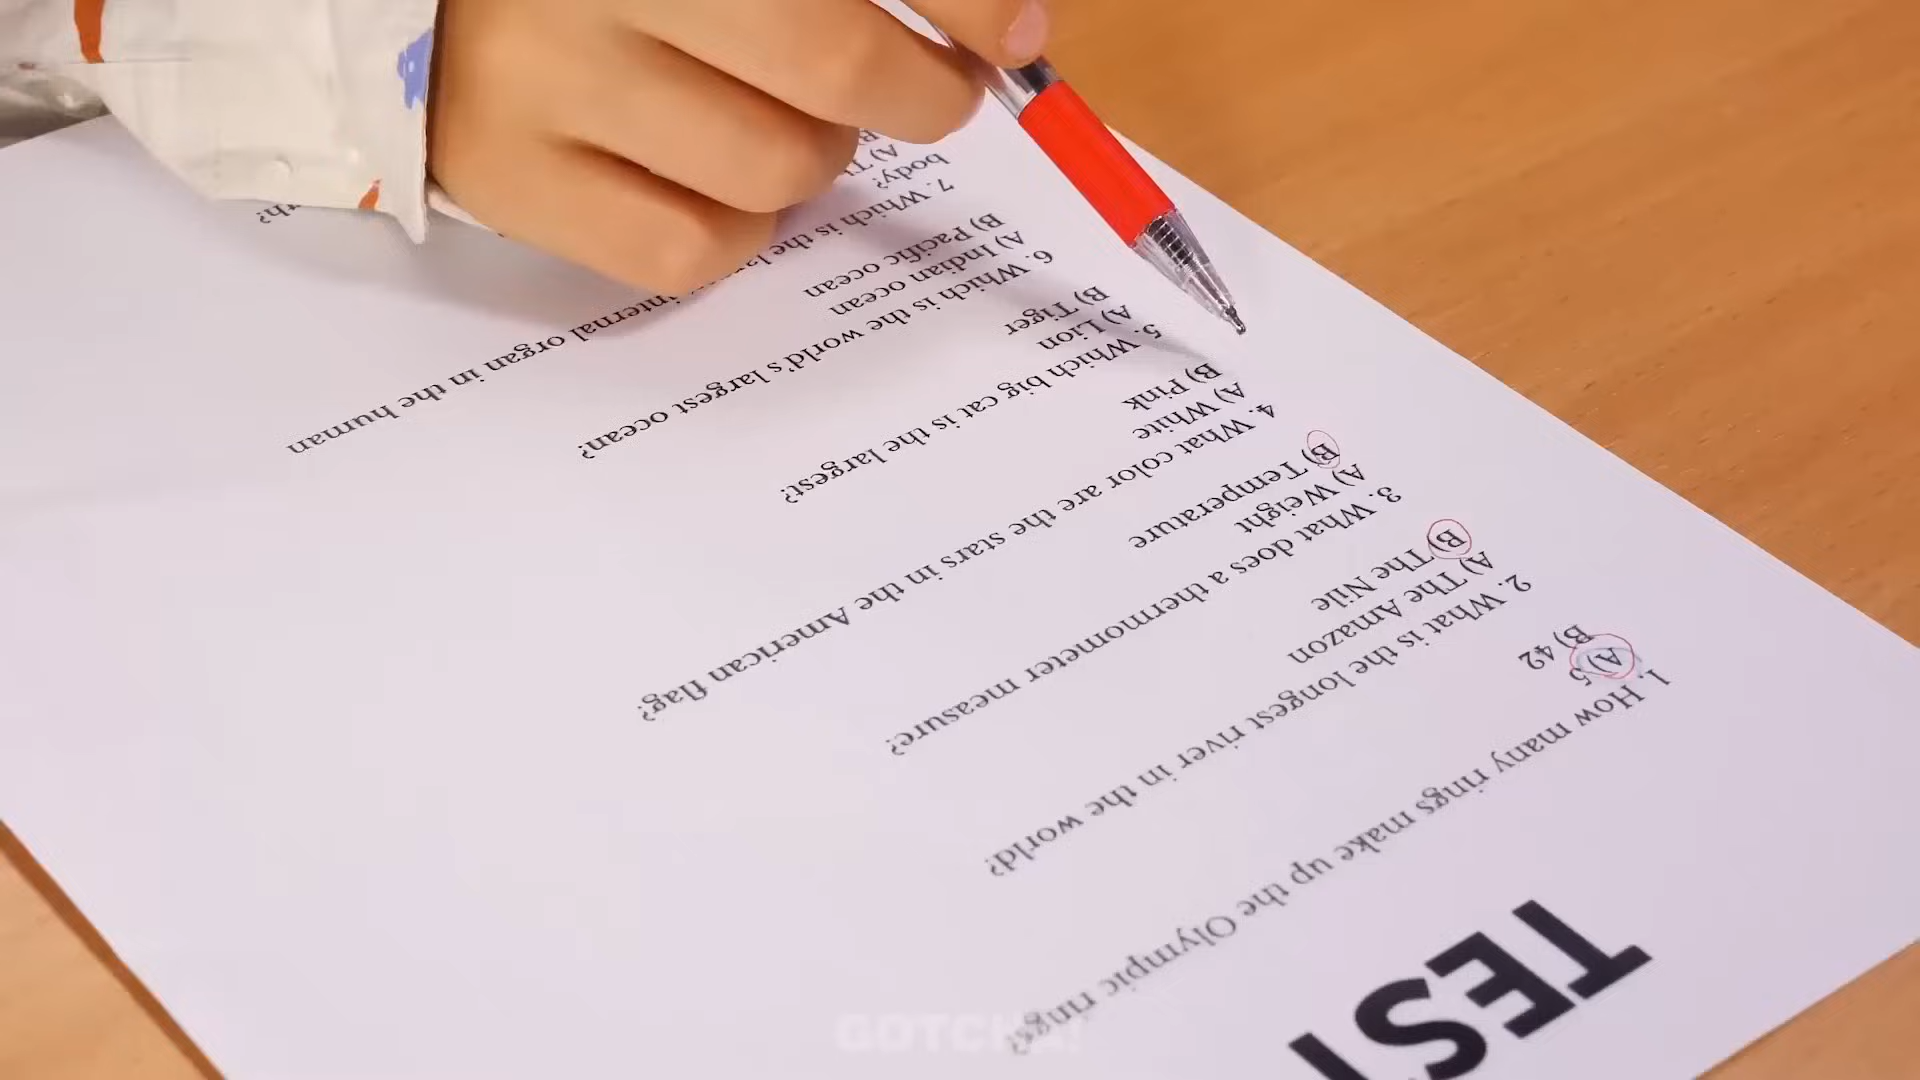 TEST
1. How many rings make up the Olympic rings?
A) 5
B) 42
2. What is the longest river in the world?
A) The Amazon
B) The Nile
3. What does a thermometer measure?
A) Weight
B) Temperature
4. What color are the stars in the American flag?
A) White
B) Pink
5. Which big cat is the largest?
A) Lion
B) Tiger
6. Which is the world's largest ocean?
A) Indian ocean
B) Pacific ocean
7. Which is the internal organ in the human
body?
A)
B)
GOTCHA!